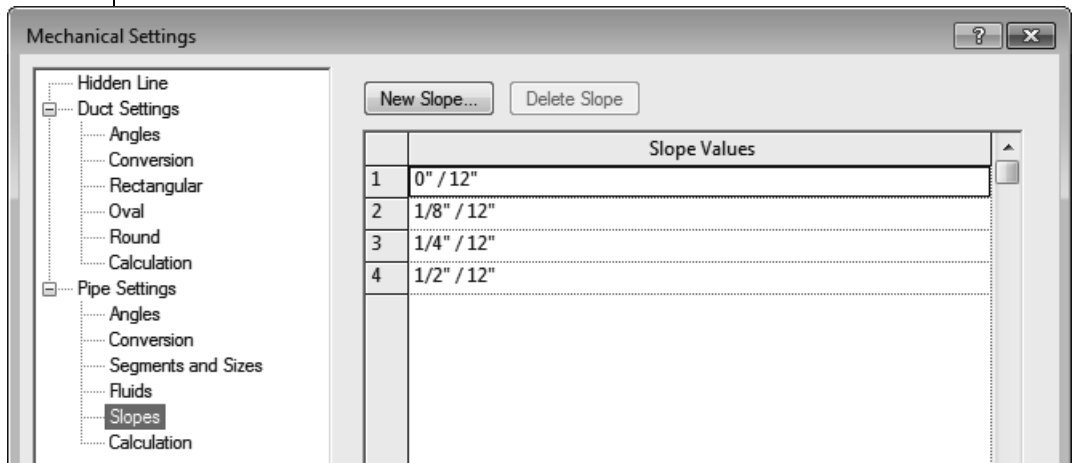 Mechanical Settings
Hidden Line
Duct Settings
Angles
Conversion
Rectangular
Oval
Round
Calculation
Pipe Settings
Angles
Conversion
Segments and Sizes
Fluids
Slopes
Calculation
New Slope... Delete Slope
Slope Values
1 0" / 12"
2 1/8" / 12"
3 1/4" / 12"
4 1/2" / 12"